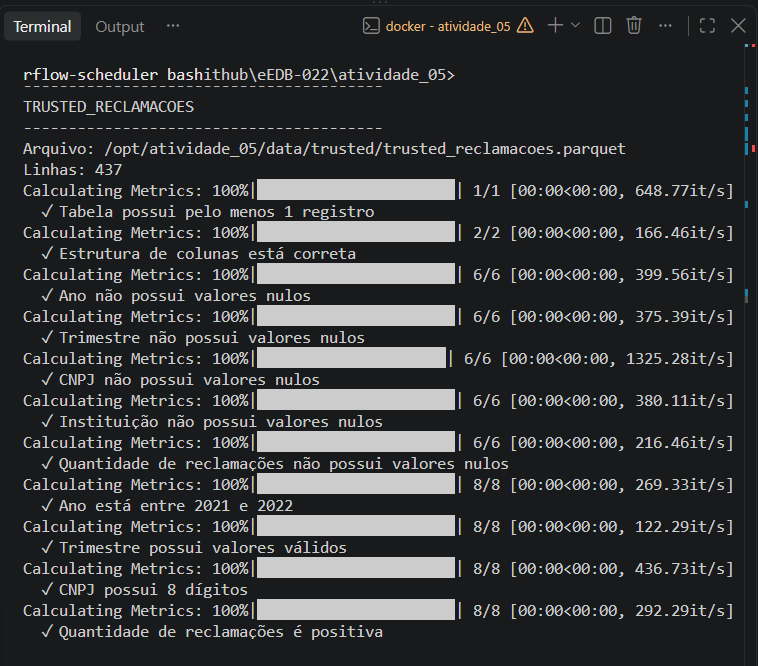 Terminal Output ··· docker - atividade_05
rflow-scheduler bashithub\eEDB-022\atividade_05>
----------------------------------------
TRUSTED_RECLAMACOES
----------------------------------------
Arquivo: /opt/atividade_05/data/trusted/trusted_reclamacoes.parquet
Linhas: 437
Calculating Metrics: 100%|██████████| 1/1 [00:00<00:00, 648.77it/s]
✓ Tabela possui pelo menos 1 registro
Calculating Metrics: 100%|██████████| 2/2 [00:00<00:00, 166.46it/s]
✓ Estrutura de colunas está correta
Calculating Metrics: 100%|██████████| 6/6 [00:00<00:00, 399.56it/s]
✓ Ano não possui valores nulos
Calculating Metrics: 100%|██████████| 6/6 [00:00<00:00, 375.39it/s]
✓ Trimestre não possui valores nulos
Calculating Metrics: 100%|██████████| 6/6 [00:00<00:00, 1325.28it/s]
✓ CNPJ não possui valores nulos
Calculating Metrics: 100%|██████████| 6/6 [00:00<00:00, 380.11it/s]
✓ Instituição não possui valores nulos
Calculating Metrics: 100%|██████████| 6/6 [00:00<00:00, 216.46it/s]
✓ Quantidade de reclamações não possui valores nulos
Calculating Metrics: 100%|██████████| 8/8 [00:00<00:00, 269.33it/s]
✓ Ano está entre 2021 e 2022
Calculating Metrics: 100%|██████████| 8/8 [00:00<00:00, 122.29it/s]
✓ Trimestre possui valores válidos
Calculating Metrics: 100%|██████████| 8/8 [00:00<00:00, 436.73it/s]
✓ CNPJ possui 8 dígitos
Calculating Metrics: 100%|██████████| 8/8 [00:00<00:00, 292.29it/s]
✓ Quantidade de reclamações é positiva